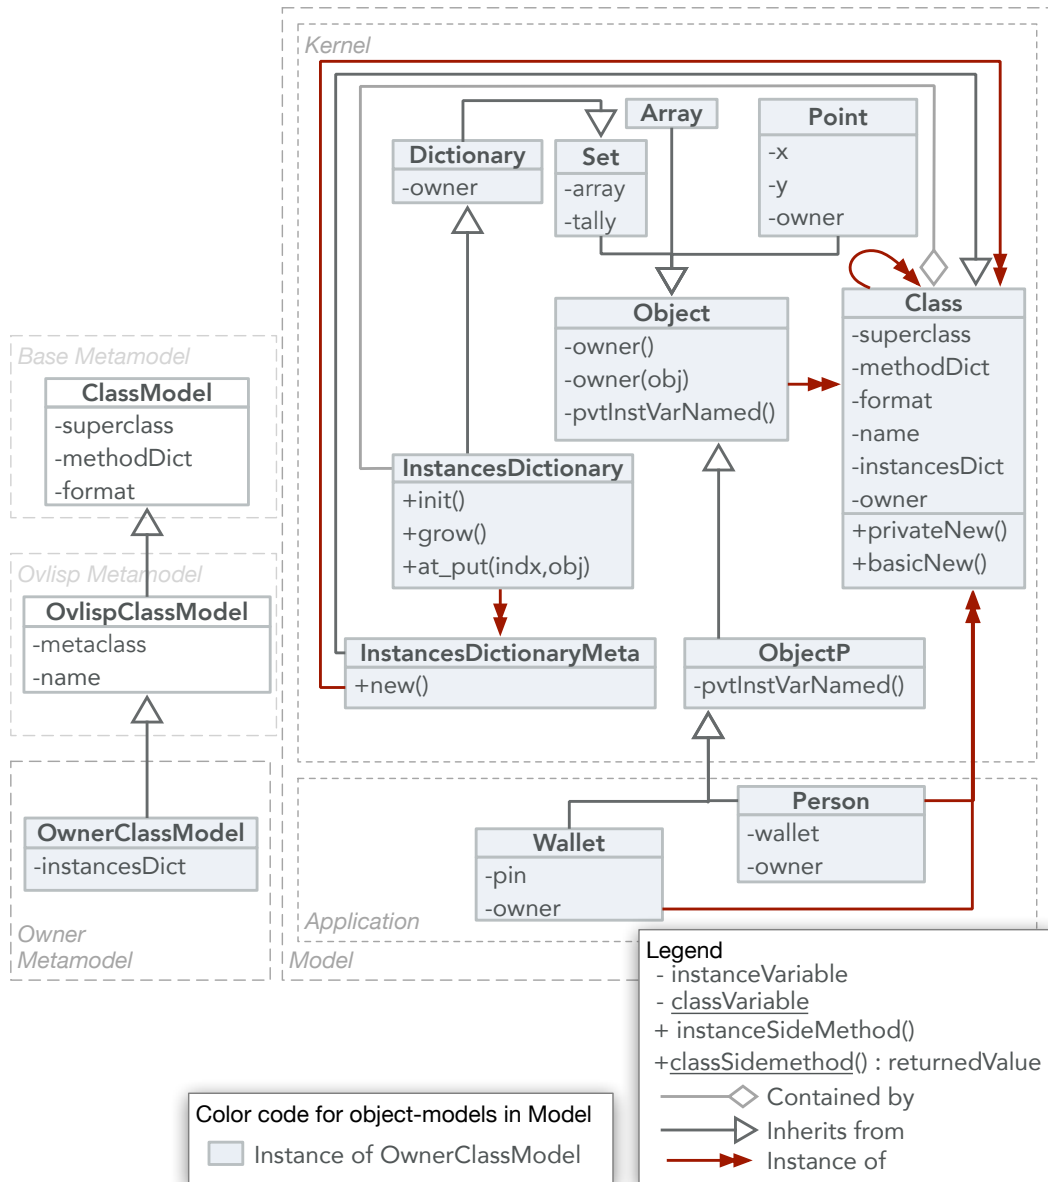 Kernel
Array
Point
-x
-y
-owner
Dictionary
-owner
Set
-array
-tally
Object
-owner()
-owner(obj)
-pvtInstVarNamed()
Class
-superclass
-methodDict
-format
-name
-instancesDict
-owner
+privateNew()
+basicNew()
Base Metamodel
ClassModel
-superclass
-methodDict
-format
InstancesDictionary
+init()
+grow()
+at_put(indx,obj)
Ovlisp Metamodel
OvlispClassModel
-metaclass
-name
InstancesDictionaryMeta
+new()
ObjectP
-pvtInstVarNamed()
OwnerClassModel
-instancesDict
Owner
Metamodel
Person
-wallet
-owner
Wallet
-pin
-owner
Application
Model
Legend
- instanceVariable
- classVariable
+ instanceSideMethod()
+classSidemethod() : returnedValue
Contained by
Inherits from
Instance of
Color code for object-models in Model
Instance of OwnerClassModel